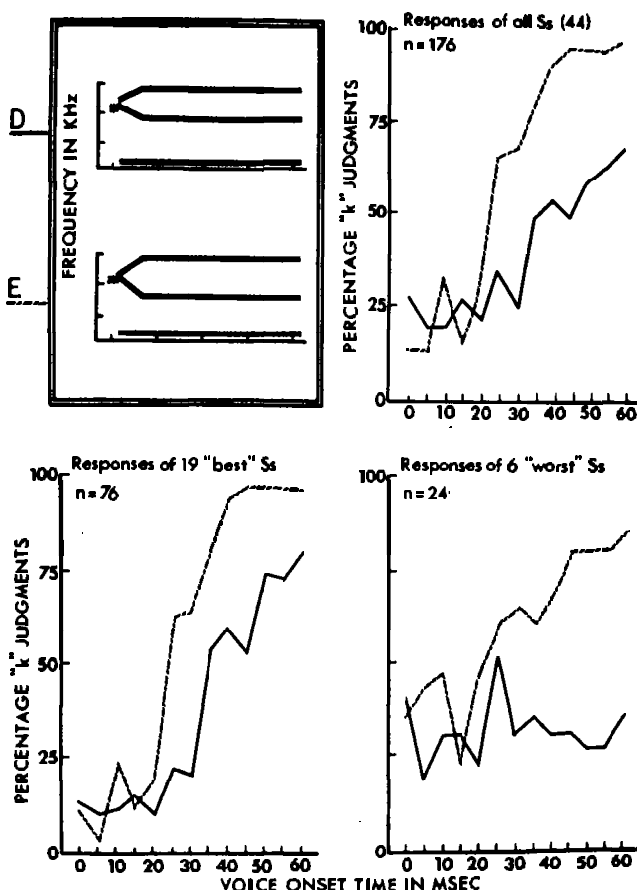 D
E
FREQUENCY IN KHz
Responses of all Ss (44)
n=176
PERCENTAGE "k" JUDGMENTS
100
75
50
25
0
0 10 20 30 40 50 60
Responses of 19 "best" Ss
n=76
PERCENTAGE "k" JUDGMENTS
100
75
50
25
0
0 10 20 30 40 50 60
Responses of 6 "worst" Ss
n=24
100
0
0 10 20 30 40 50 60
VOICE ONSET TIME IN MSEC